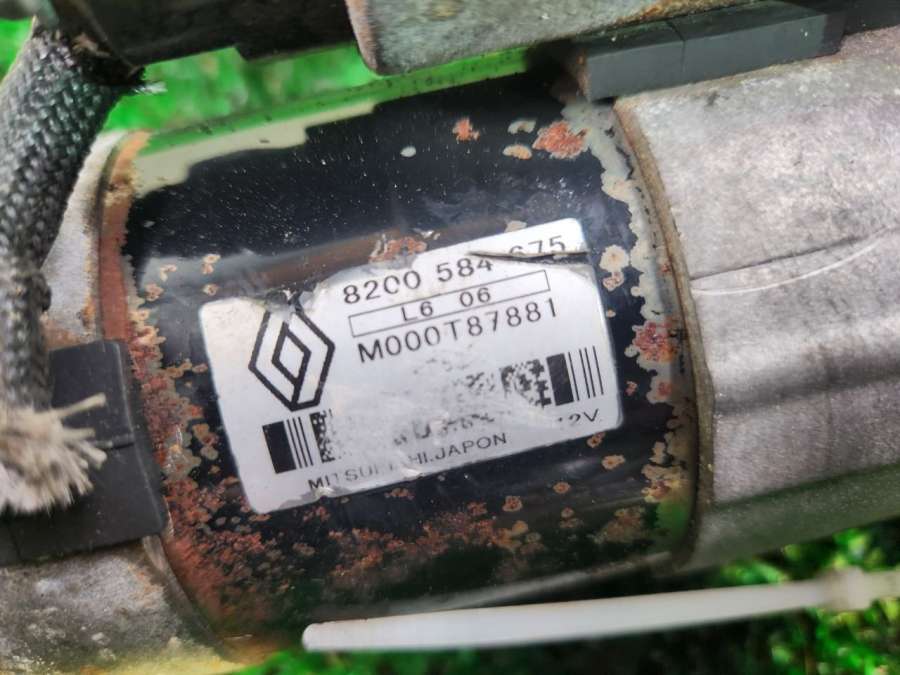 8200 584 675
L6 06
M000T87881
12V
MITSUBISHI.JAPON